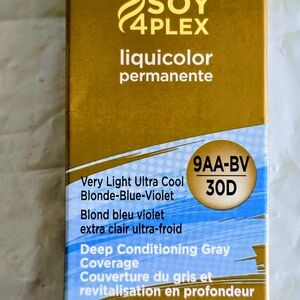 SOY
4PLEX
liquicolor
permanente
9AA-BV
30D
Very Light Ultra Cool
Blonde-Blue-Violet
Blond bleu violet
extra clair ultra-froid
Deep Conditioning Gray
Coverage
Couverture du gris et
revitalisation en profondeur